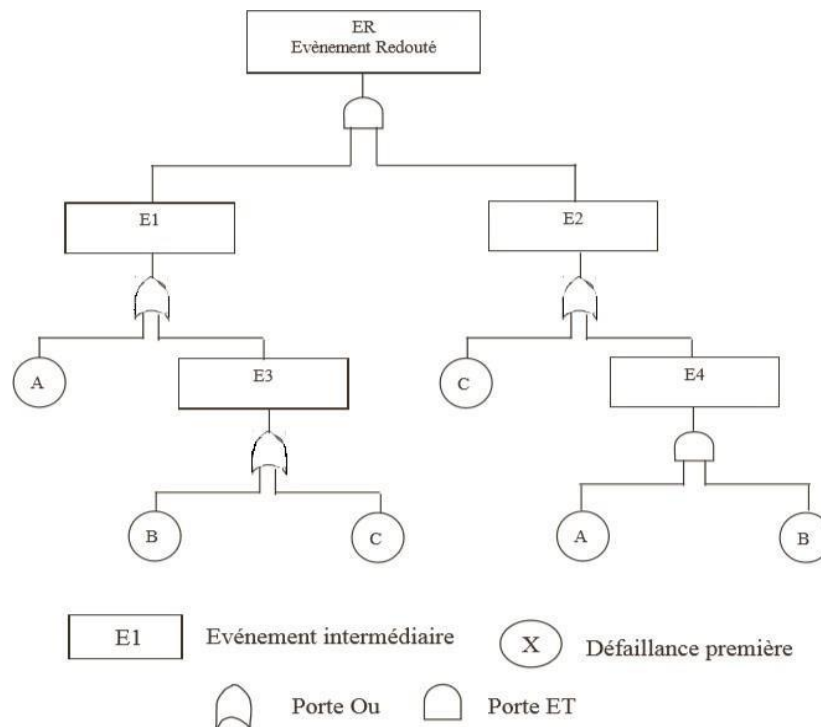 ER
Evènement Redouté
E1
E2
A
E3
C
E4
B
C
A
B
E1
Evénement intermédiaire
X
Défaillance première
Porte Ou
Porte ET